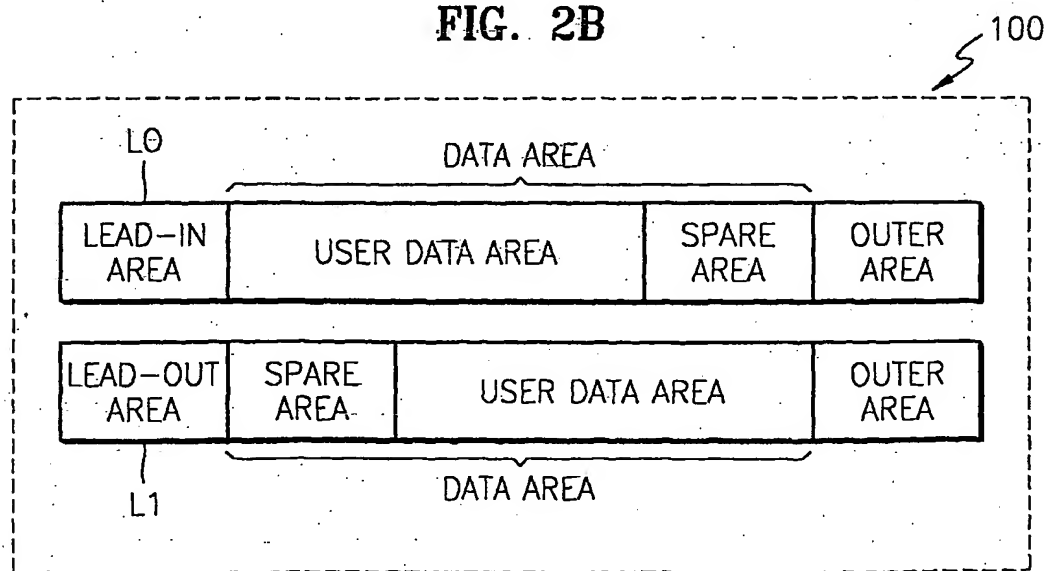 FIG. 2B
100
L0
DATA AREA
LEAD-IN
AREA
USER DATA AREA
SPARE
AREA
OUTER
AREA
LEAD-OUT
AREA
SPARE
AREA
USER DATA AREA
OUTER
AREA
L1
DATA AREA